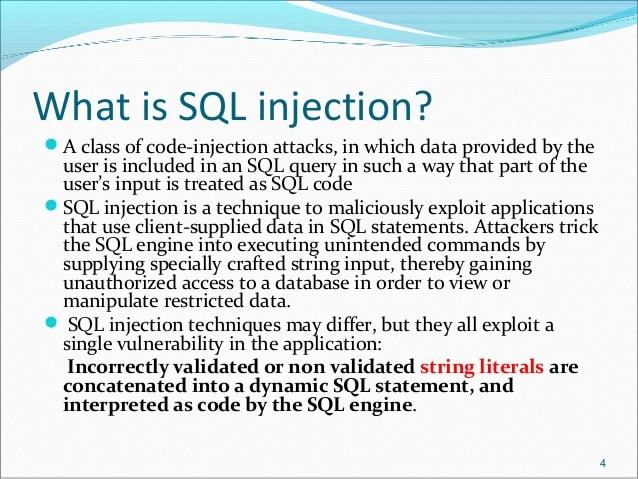 What is SQL injection?
A class of code-injection attacks, in which data provided by the
user is included in an SQL query in such a way that part of the
user's input is treated as SQL code
SQL injection is a technique to maliciously exploit applications
that use client-supplied data in SQL statements. Attackers trick
the SQL engine into executing unintended commands by
supplying specially crafted string input, thereby gaining
unauthorized access to a database in order to view or
manipulate restricted data.
SQL injection techniques may differ, but they all exploit a
single vulnerability in the application:
Incorrectly validated or non validated string literals are
concatenated into a dynamic SQL statement, and
interpreted as code by the SQL engine.
4